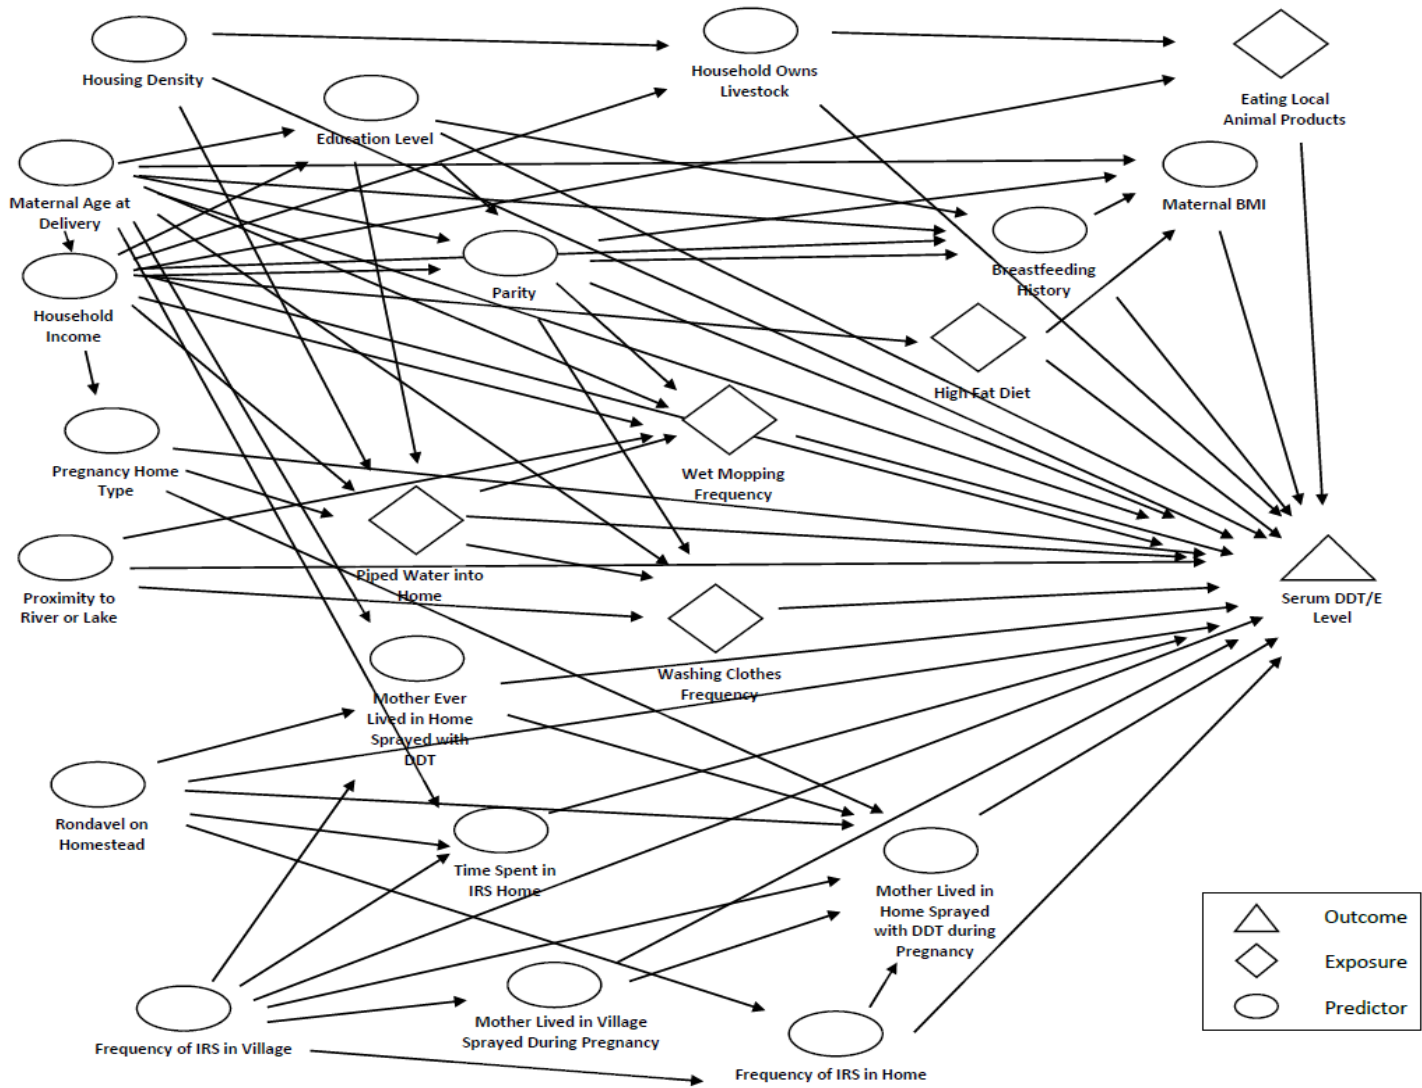 Housing Density
Household Owns
Livestock
Eating Local
Animal Products
Education Level
Maternal Age at
Delivery
Maternal BMI
Household
Income
Parity
Breastfeeding
History
High Fat Diet
Pregnancy Home
Type
Wet Mopping
Frequency
Proximity to
River or Lake
Piped Water into
Home
Serum DDT/E
Level
Washing Clothes
Frequency
Mother Ever
Lived in Home
Sprayed with
DDT
Rondavel on
Homestead
Time Spent in
IRS Home
Mother Lived in
Home Sprayed
with DDT during
Pregnancy
Frequency of IRS in Village
Mother Lived in Village
Sprayed During Pregnancy
Frequency of IRS in Home
Outcome
Exposure
Predictor